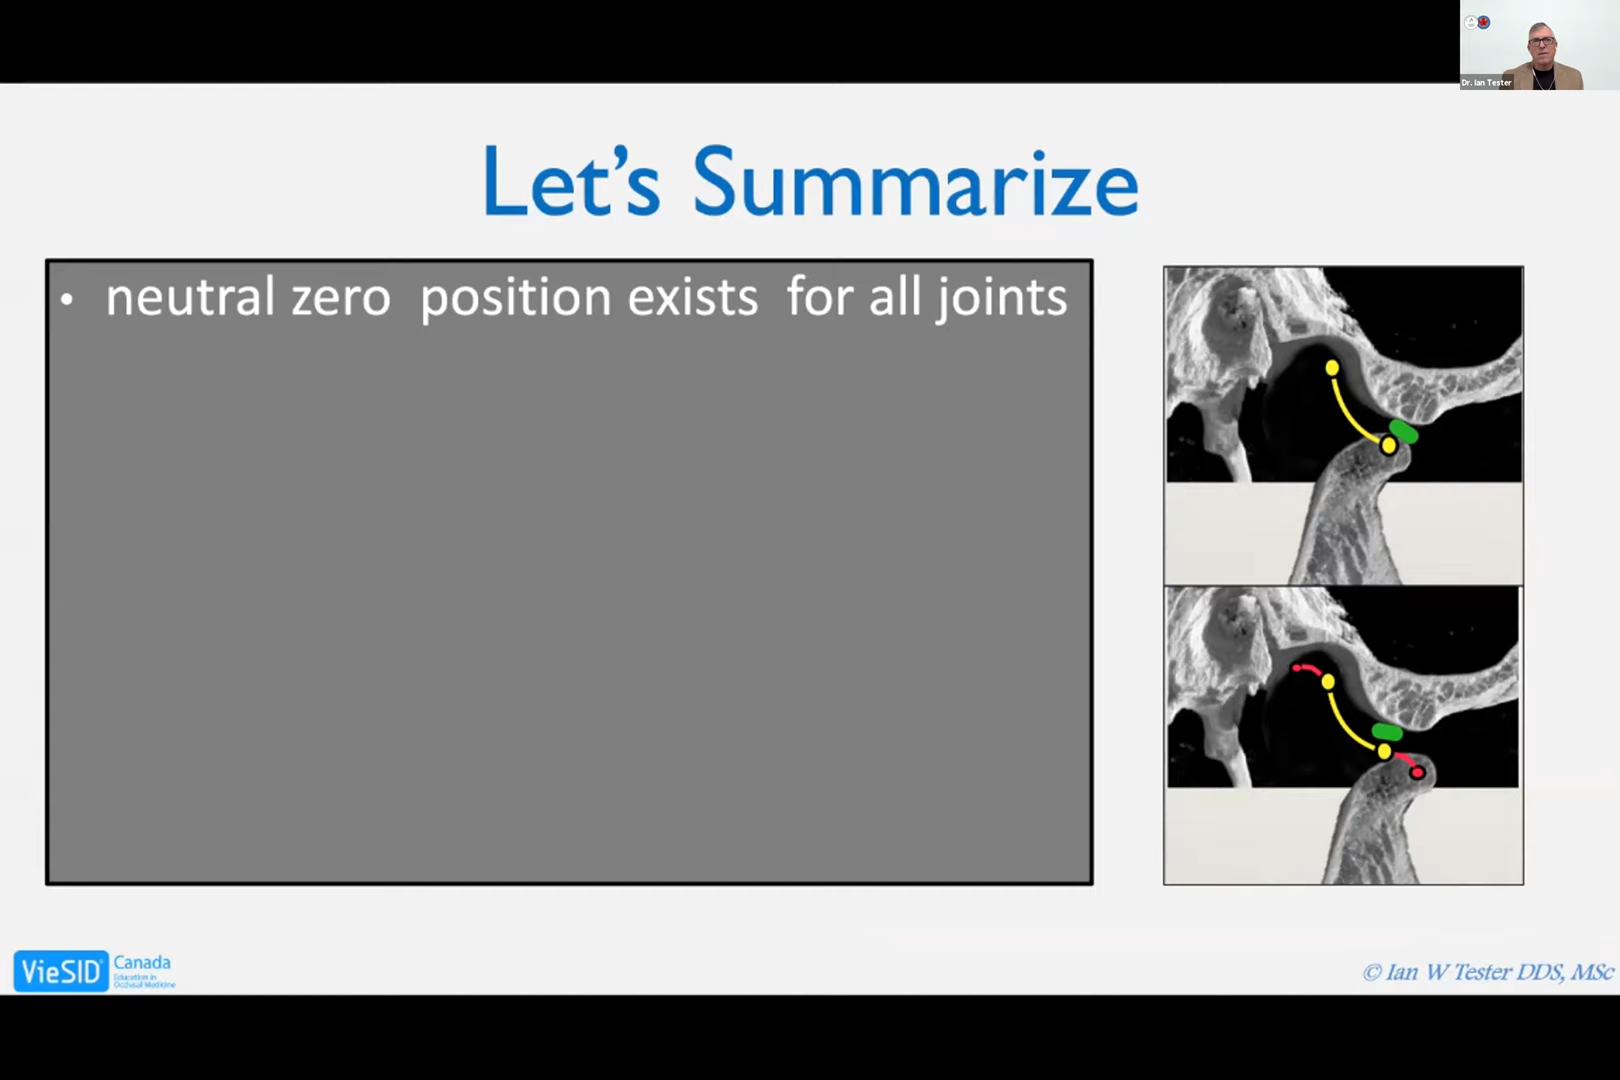 Dr. Ian Tester
Let's Summarize
• neutral zero position exists for all joints
VieSID® Canada
Education in
Occlusal Medicine
© Ian W Tester DDS, MSc